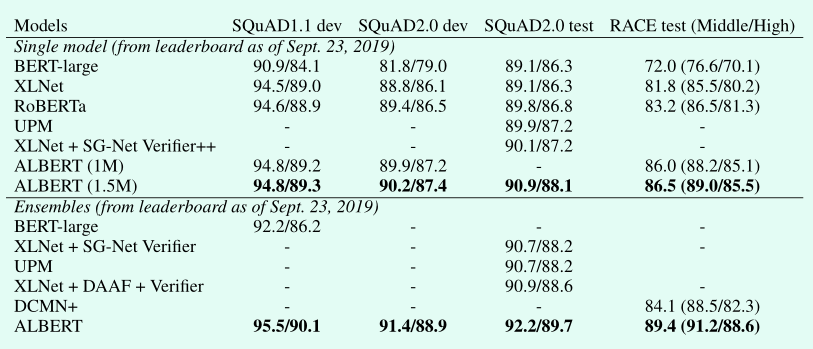 Models SQuAD1.1 dev SQuAD2.0 dev SQuAD2.0 test RACE test (Middle/High)
Single model (from leaderboard as of Sept. 23, 2019)
BERT-large 90.9/84.1 81.8/79.0 89.1/86.3 72.0 (76.6/70.1)
XLNet 94.5/89.0 88.8/86.1 89.1/86.3 81.8 (85.5/80.2)
RoBERTa 94.6/88.9 89.4/86.5 89.8/86.8 83.2 (86.5/81.3)
UPM - - 89.9/87.2 -
XLNet + SG-Net Verifier++ - - 90.1/87.2 -
ALBERT (1M) 94.8/89.2 89.9/87.2 - 86.0 (88.2/85.1)
ALBERT (1.5M) 94.8/89.3 90.2/87.4 90.9/88.1 86.5 (89.0/85.5)
Ensembles (from leaderboard as of Sept. 23, 2019)
BERT-large 92.2/86.2 - - -
XLNet + SG-Net Verifier - - 90.7/88.2 -
UPM - - 90.7/88.2
XLNet + DAAF + Verifier - - 90.9/88.6 -
DCMN+ - - - 84.1 (88.5/82.3)
ALBERT 95.5/90.1 91.4/88.9 92.2/89.7 89.4 (91.2/88.6)